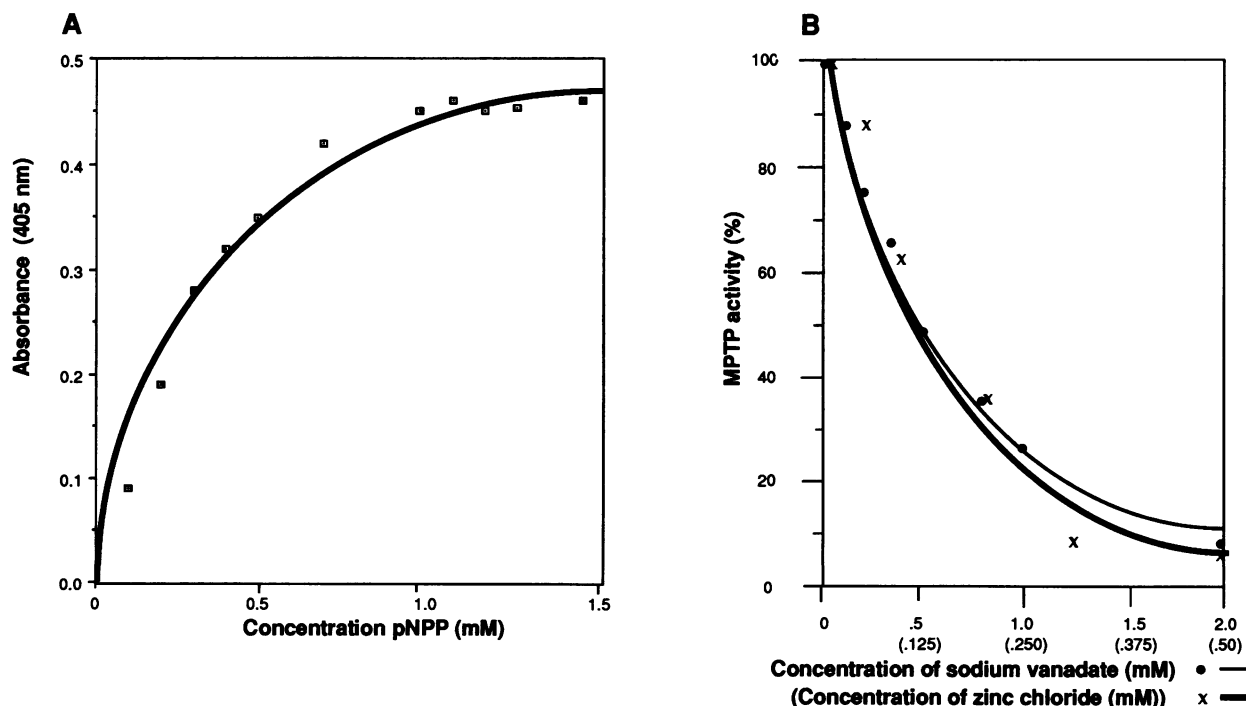 A
Absorbance (405 nm)
0.5
0.4
0.3
0.2
0.1
0.0
0 0.5 1.0 1.5
Concentration pNPP (mM)
B
MPTP activity (%)
100
80
60
40
20
0
0 .5 1.0 1.5 2.0
(.125) (.250) (.375) (.50)
Concentration of sodium vanadate (mM)
(Concentration of zinc chloride (mM)) x